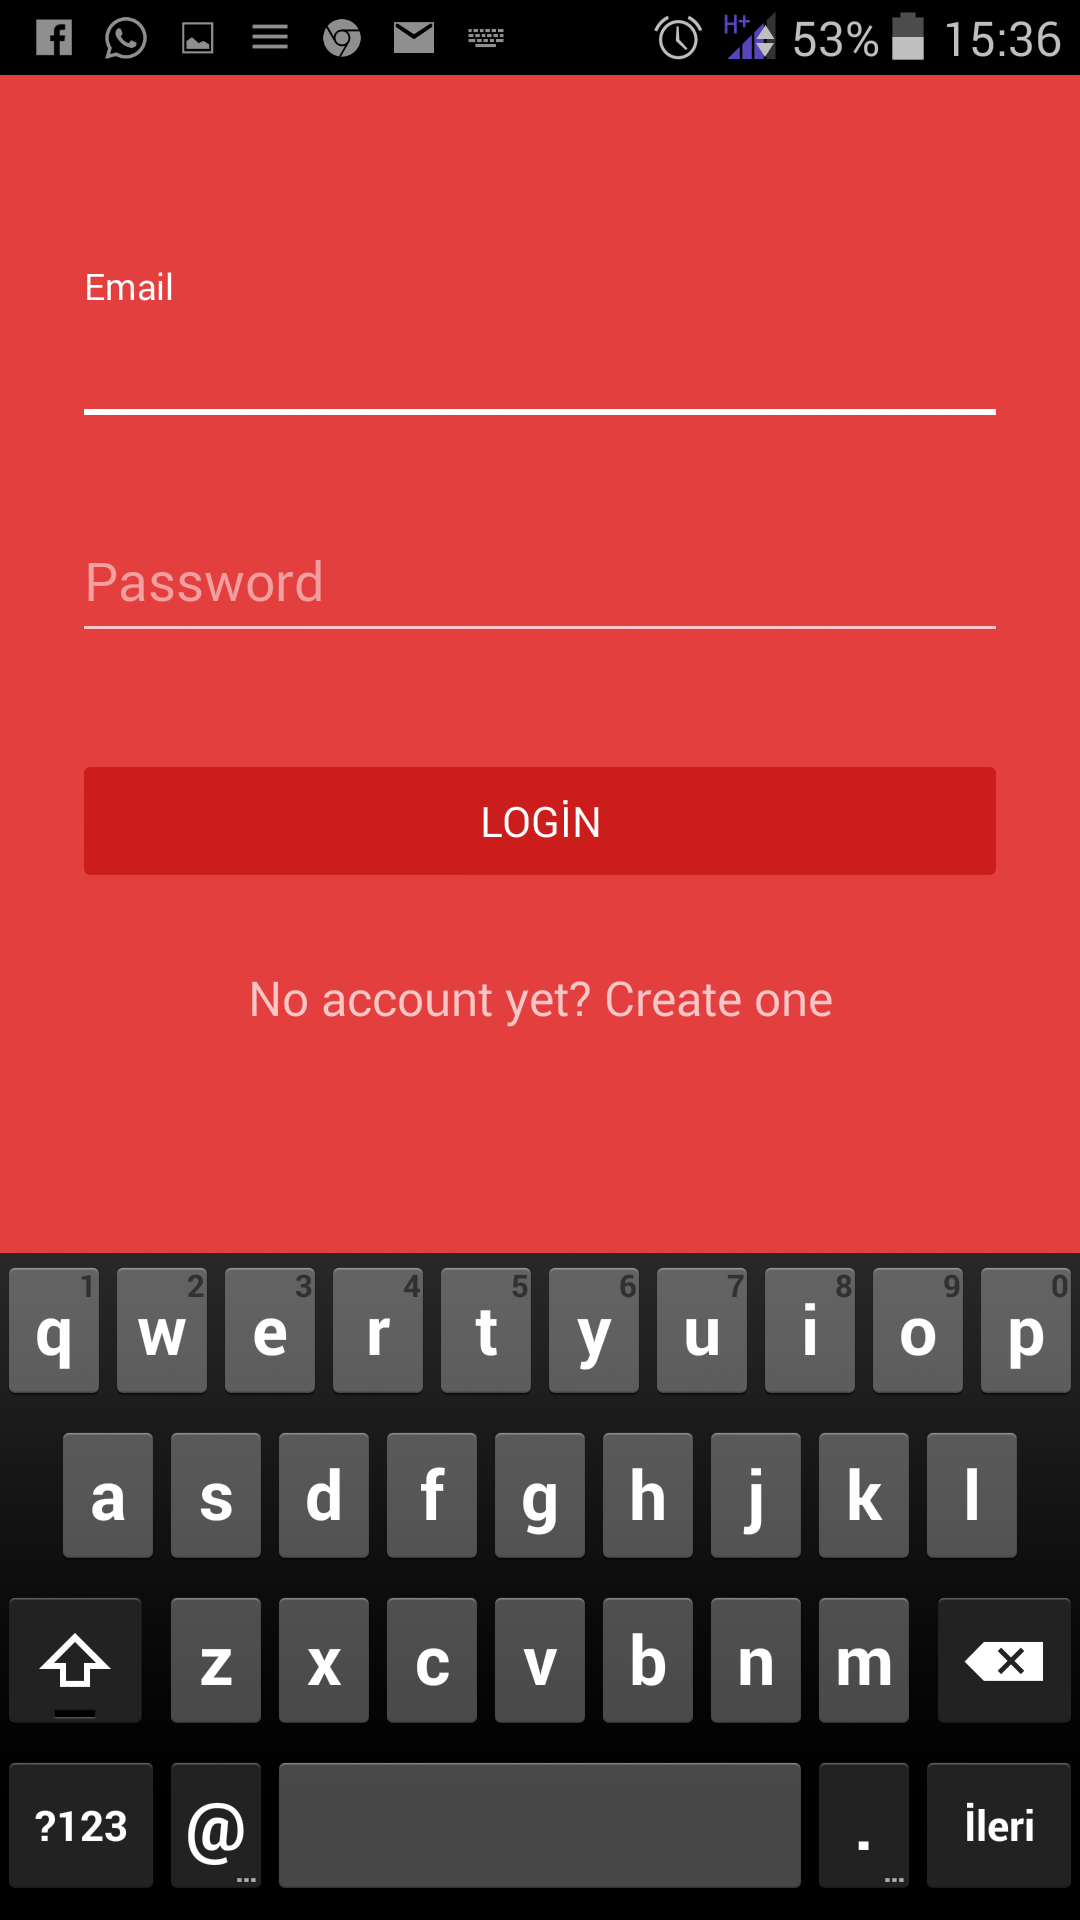 H+ 53% 15:36
Email
Password
LOGİN
No account yet? Create one
1 2 3 4 5 6 7 8 9 0
q w e r t y u i o p
a s d f g h j k l
z x c v b n m
?123 @ . İleri